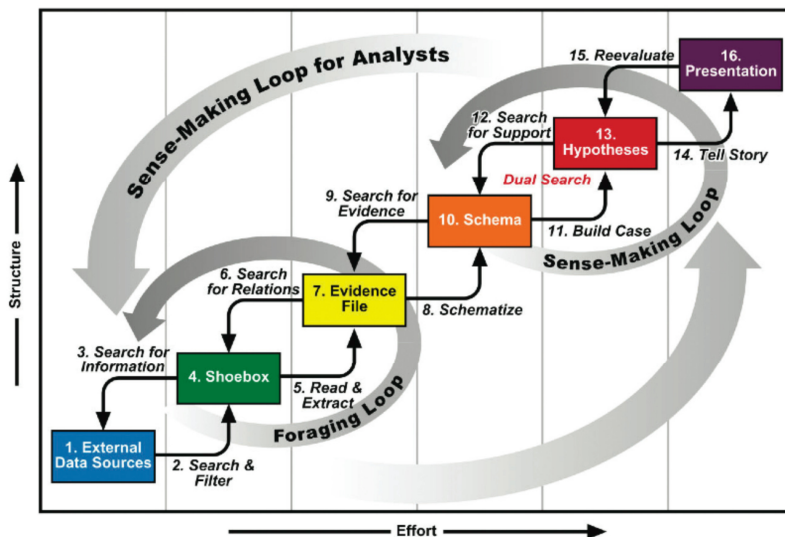 Sense-Making Loop for Analysts
15. Reevaluate
16.
Presentation
12. Search
for Support
13.
Hypotheses
14. Tell Story
Dual Search
9. Search for
Evidence
10. Schema
11. Build Case
Sense-Making Loop
6. Search
for Relations
7. Evidence
File
8. Schematize
3. Search for
Information
4. Shoebox
5. Read &
Extract
Foraging Loop
1. External
Data Sources
2. Search &
Filter
Structure
Effort